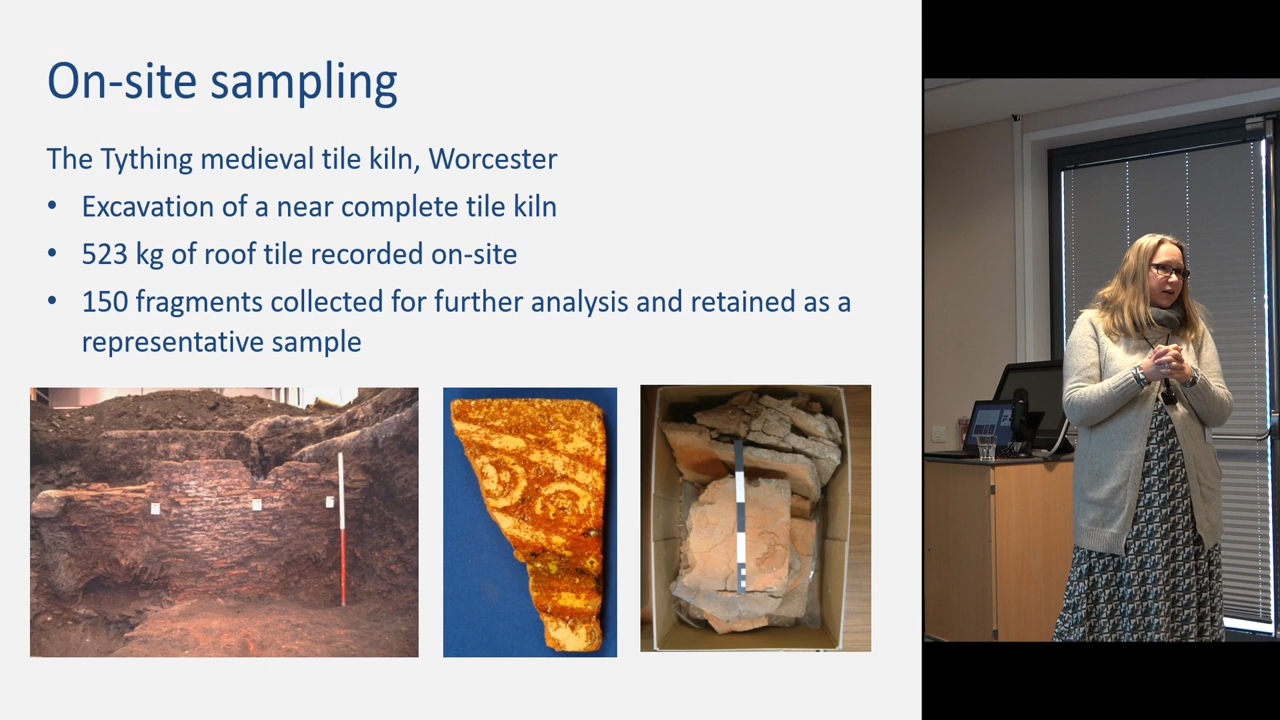 On-site sampling
The Tything medieval tile kiln, Worcester
• Excavation of a near complete tile kiln
• 523 kg of roof tile recorded on-site
• 150 fragments collected for further analysis and retained as a
representative sample